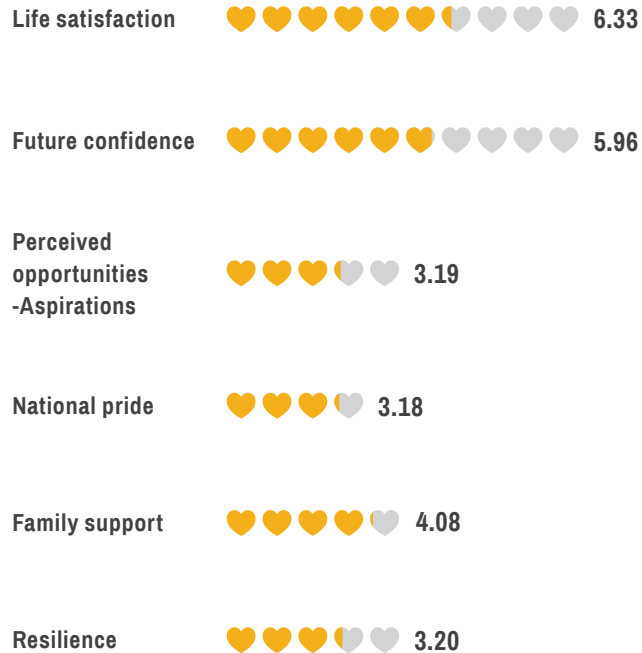 Life satisfaction 6.33
Future confidence 5.96
Perceived
opportunities 3.19
-Aspirations
National pride 3.18
Family support 4.08
Resilience 3.20